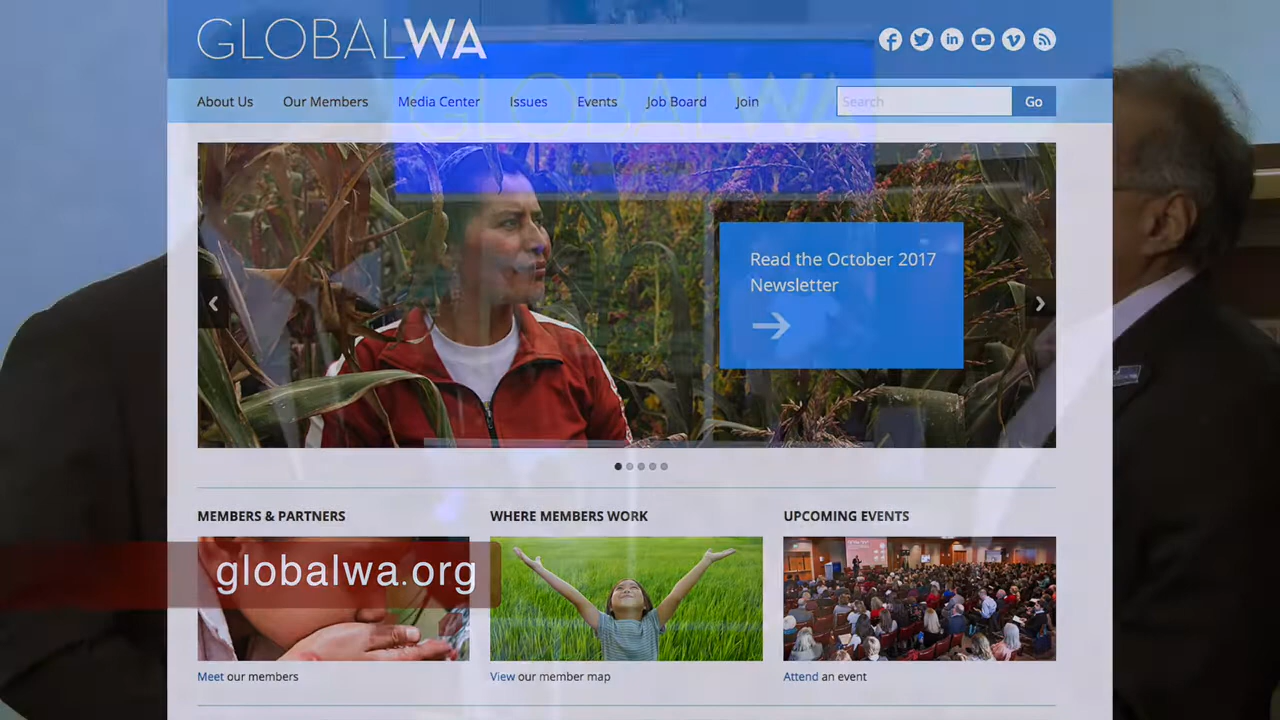 GLOBALWA
About Us Our Members Media Center Issues Events Job Board Join Search Go
GLOBALWA
Read the October 2017
Newsletter
MEMBERS & PARTNERS WHERE MEMBERS WORK UPCOMING EVENTS
globalwa.org
Meet our members View our member map Attend an event